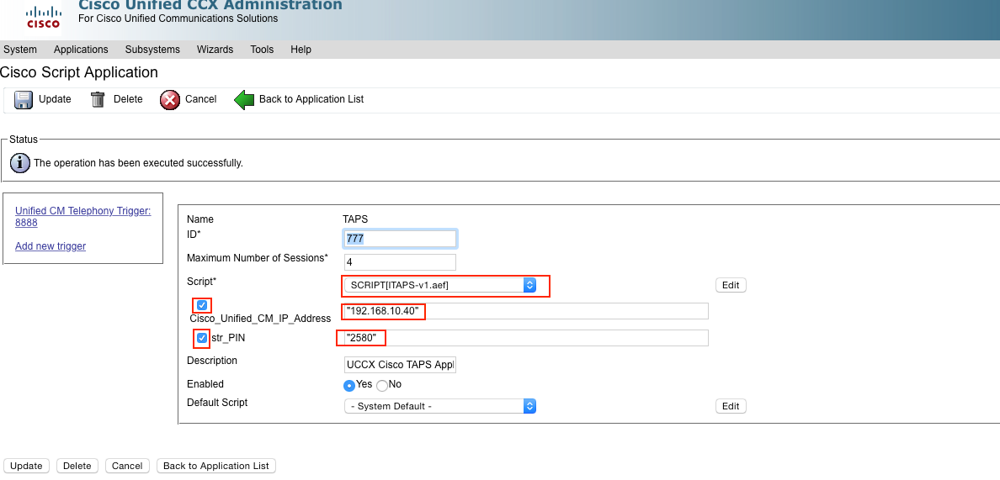 Cisco Unified CCX Administration
For Cisco Unified Communications Solutions
CISCO
System Applications Subsystems Wizards Tools Help
Cisco Script Application
Update Delete Cancel Back to Application List
Status
The operation has been executed successfully.
Unified CM Telephony Trigger:
8888
Add new trigger
Name TAPS
ID* 777
Maximum Number of Sessions* 4
Script* SCRIPT[ITAPS-v1.aef] Edit
Cisco_Unified_CM_IP_Address "192.168.10.40"
str_PIN "2580"
Description UCCX Cisco TAPS Appl
Enabled Yes No
Default Script - System Default - Edit
Update Delete Cancel Back to Application List